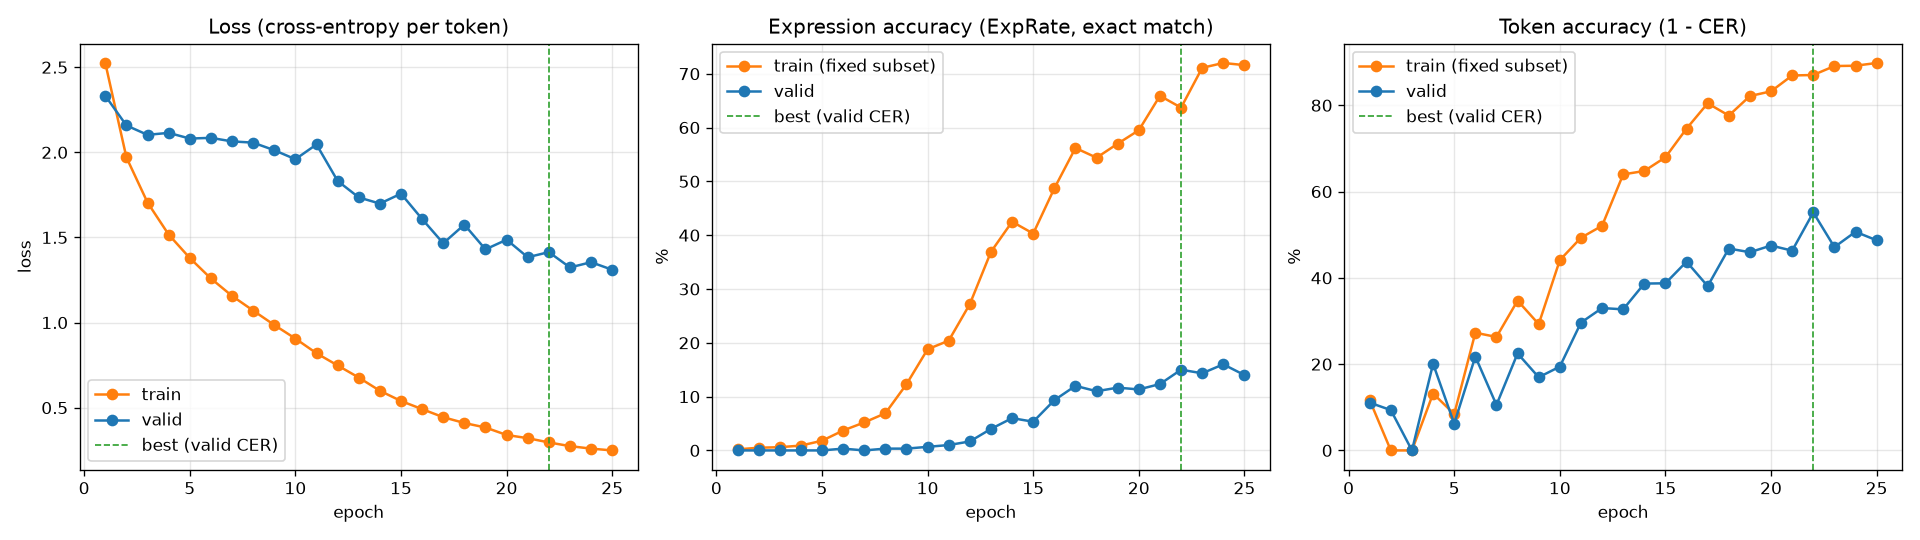 Loss (cross-entropy per token)
loss
2.5
2.0
1.5
1.0
0.5
0 5 10 15 20 25
epoch
train
valid
best (valid CER)
Expression accuracy (ExpRate, exact match)
%
70
60
50
40
30
20
10
0
0 5 10 15 20 25
epoch
train (fixed subset)
valid
best (valid CER)
Token accuracy (1 - CER)
%
80
60
40
20
0
0 5 10 15 20 25
epoch
train (fixed subset)
valid
best (valid CER)